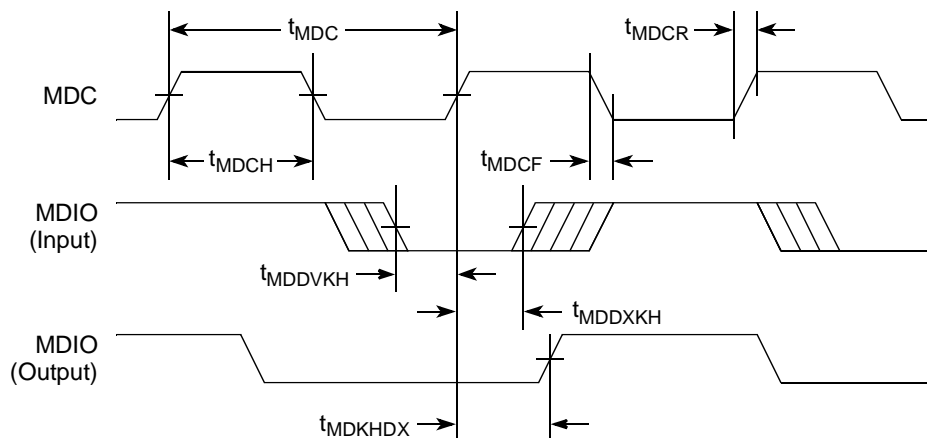 tMDC
tMDCR
MDC
tMDCH
tMDCF
MDIO
(Input)
tMDDVKH
tMDDXKH
MDIO
(Output)
tMDKHDX